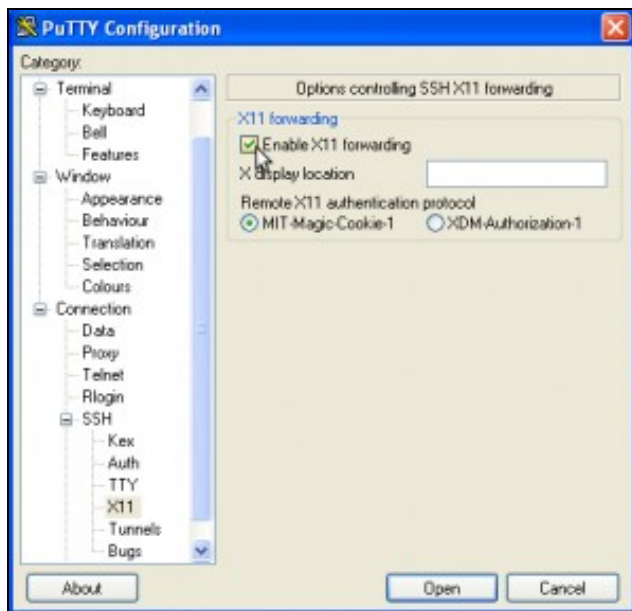 PuTTY Configuration
Category:
Terminal
Keyboard
Bell
Features
Window
Appearance
Behaviour
Translation
Selection
Colours
Connection
Data
Proxy
Telnet
Rlogin
SSH
Kex
Auth
TTY
X11
Tunnels
Bugs
Options controlling SSH X11 forwarding
X11 forwarding
Enable X11 forwarding
X display location
Remote X11 authentication protocol
MIT-Magic-Cookie-1 XDM-Authorization-1
About Open Cancel